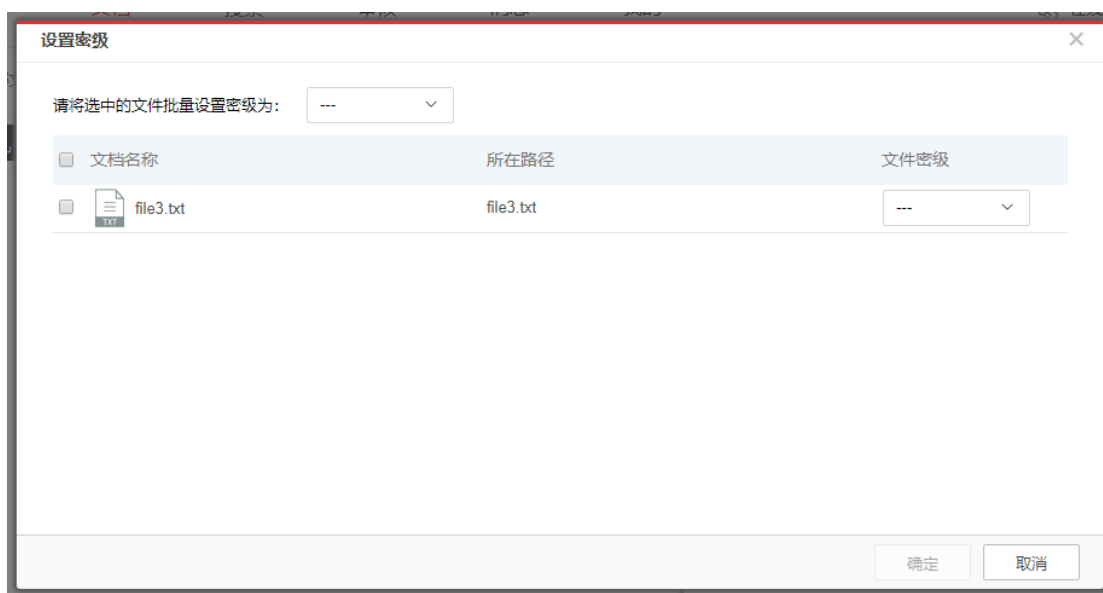 设置密级
请将选中的文件批量设置密级为： ---
文档名称 所在路径 文件密级
TXT file3.txt file3.txt ---
确定 取消